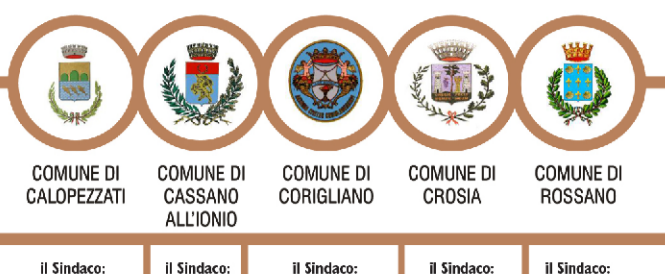 COMUNE DI
CALOPEZZATI
COMUNE DI
CASSANO
ALL'IONIO
COMUNE DI
CORIGLIANO
COMUNE DI
CROSIA
COMUNE DI
ROSSANO
il Sindaco:
il Sindaco:
il Sindaco:
il Sindaco:
il Sindaco: